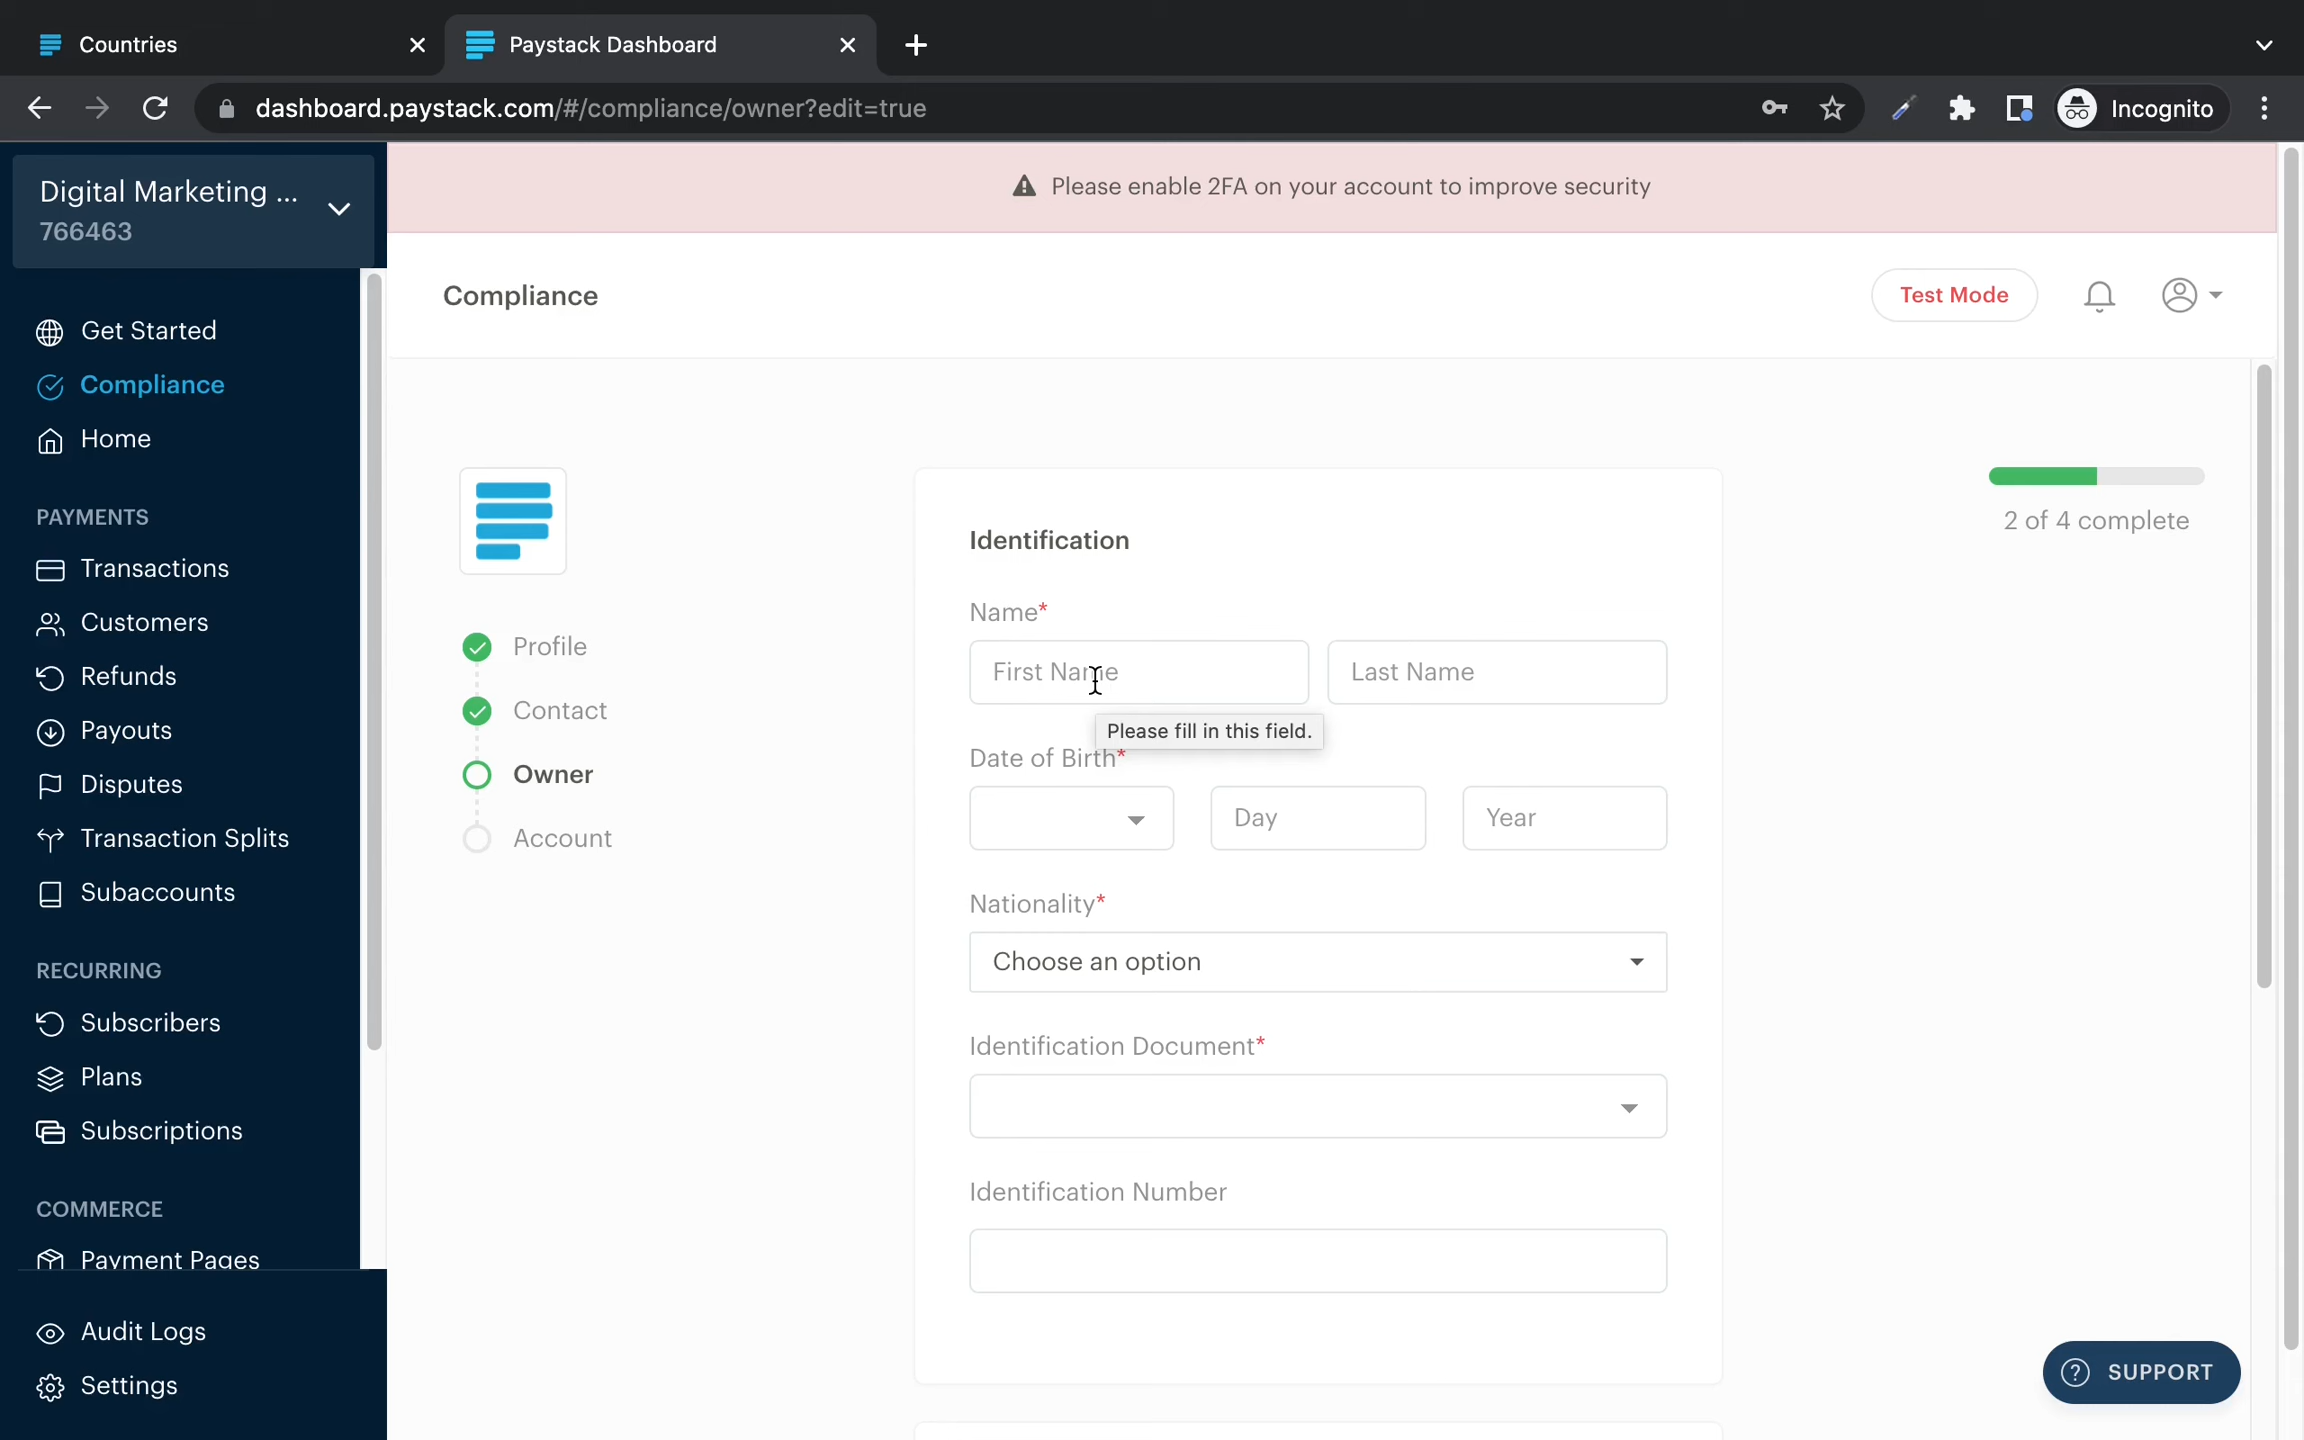 Countries
Paystack Dashboard
dashboard.paystack.com/#/compliance/owner?edit=true
Incognito
Digital Marketing ...
766463
Please enable 2FA on your account to improve security
Compliance
Test Mode
Get Started
Compliance
Home
PAYMENTS
Transactions
Customers
Refunds
Payouts
Disputes
Transaction Splits
Subaccounts
RECURRING
Subscribers
Plans
Subscriptions
COMMERCE
Payment Pages
Audit Logs
Settings
Profile
Contact
Owner
Account
Identification
Name*
First Name
Last Name
Please fill in this field.
Date of Birth*
Day
Year
Nationality*
Choose an option
Identification Document*
Identification Number
2 of 4 complete
SUPPORT